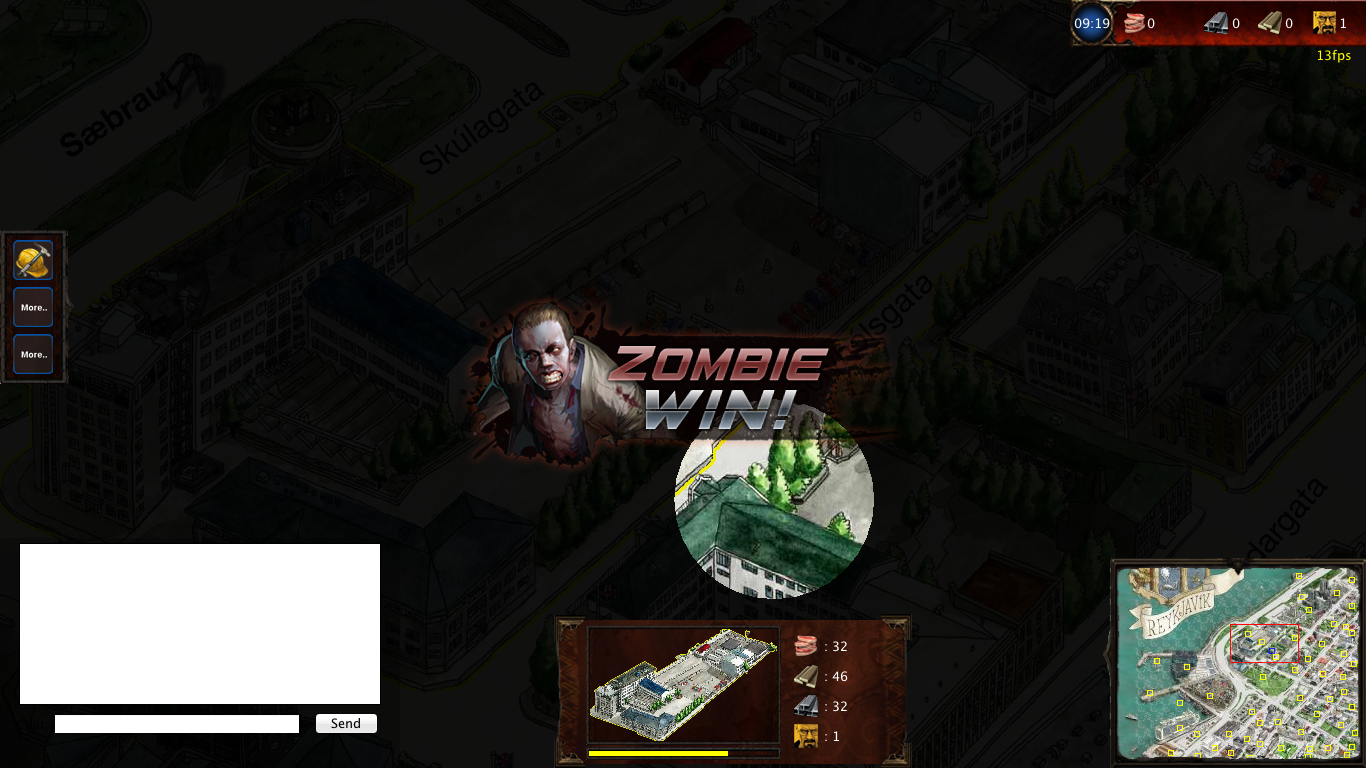 09:19 0 0 0 1
13fps
Sæbraut
Skúlagata
More..
More..
ZOMBIE
WIN!
REYKJAVIK
: 32
: 46
: 32
: 1
Send